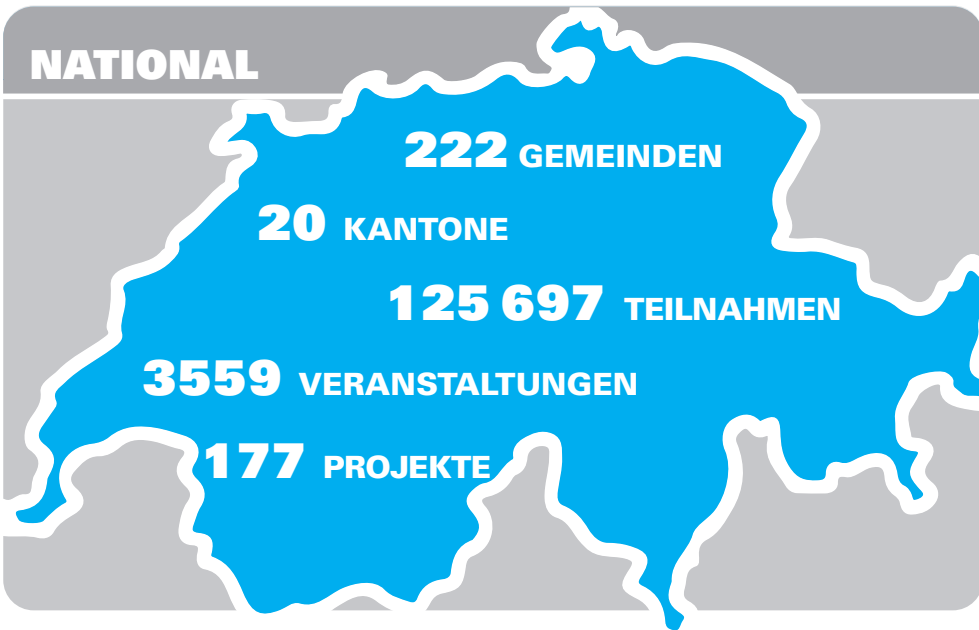 NATIONAL
222 GEMEINDEN
20 KANTONE
125 697 TEILNAHMEN
3559 VERANSTALTUNGEN
177 PROJEKTE